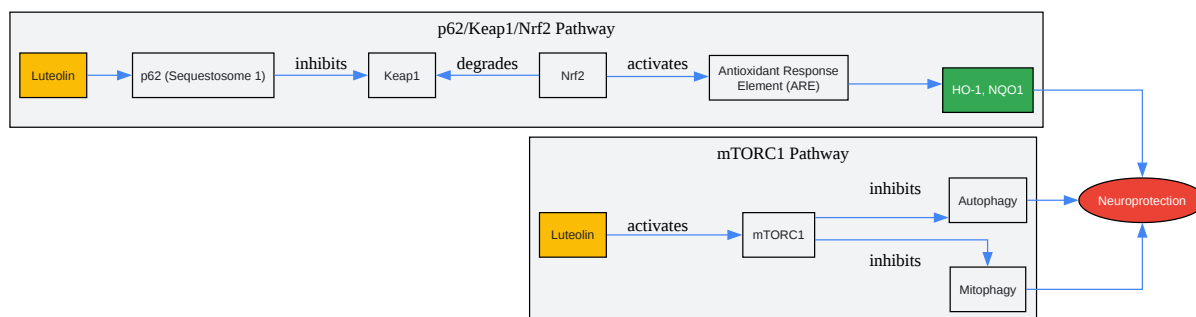 p62/Keap1/Nrf2 Pathway
Luteolin
p62 (Sequestosome 1)
inhibits
Keap1
degrades
Nrf2
activates
Antioxidant Response
Element (ARE)
HO-1, NQO1
mTORC1 Pathway
Luteolin
activates
mTORC1
inhibits
Autophagy
inhibits
Mitophagy
Neuroprotection